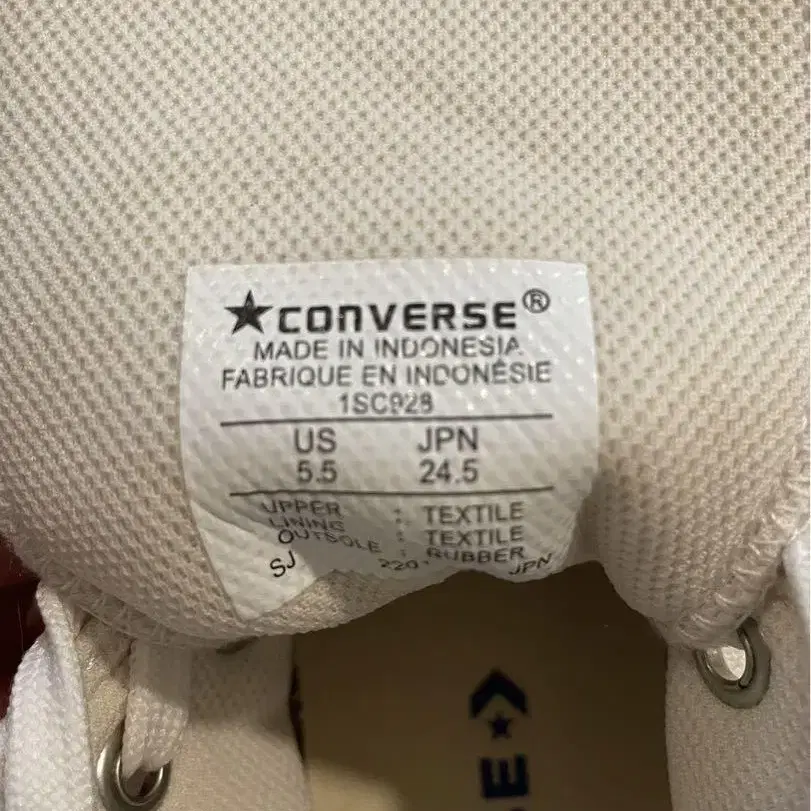 ★CONVERSE®
MADE IN INDONESIA
FABRIQUE EN INDONÉSIE
1SC928
US JPN
5.5 24.5
UPPER : TEXTILE
LINING : TEXTILE
OUTSOLE : RUBBER
SJ JPN
SE